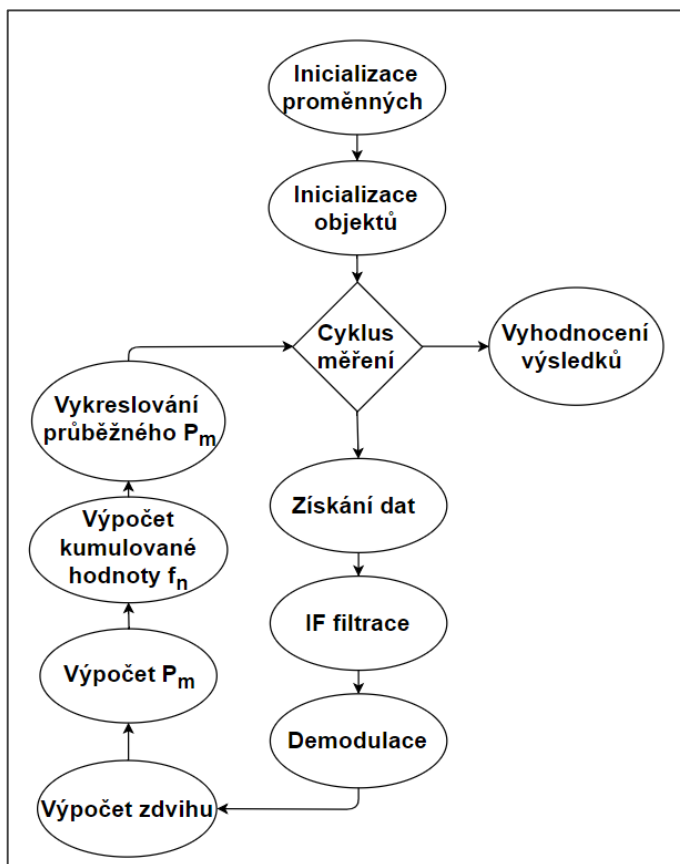 Inicializace
proměnných
Inicializace
objektů
Cyklus
měření
Vyhodnocení
výsledků
Získání dat
IF filtrace
Demodulace
Výpočet zdvihu
Výpočet Pm
Výpočet
kumulované
hodnoty fn
Vykreslování
průběžného Pm